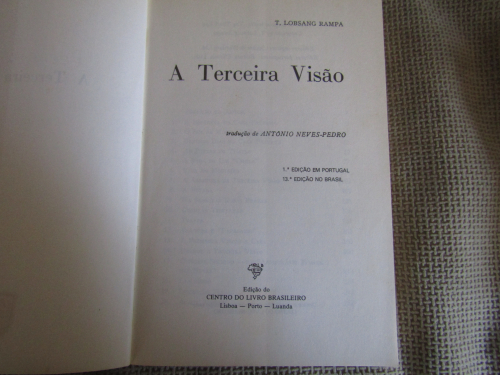 T. LOBSANG RAMPA
A Terceira Visão
tradução de ANTÓNIO NEVES-PEDRO
1.ª EDIÇÃO EM PORTUGAL
13.ª EDIÇÃO NO BRASIL
Edição do
CENTRO DO LIVRO BRASILEIRO
Lisboa — Porto — Luanda